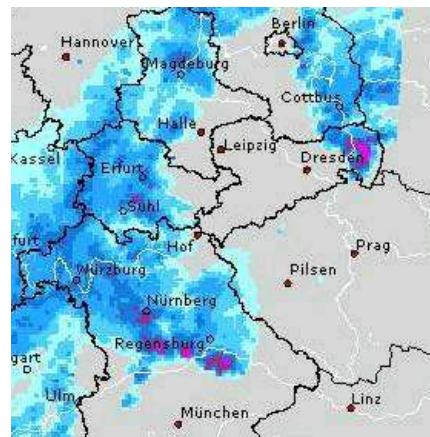 Berlin
Hannover
Magdeburg
Cottbus
Halle
Leipzig
Kassel
Erfurt
Dresden
Suhl
furt
Hof
Prag
Würzburg
Pilsen
Nürnberg
Regensburg
gart
Ulm
Linz
München